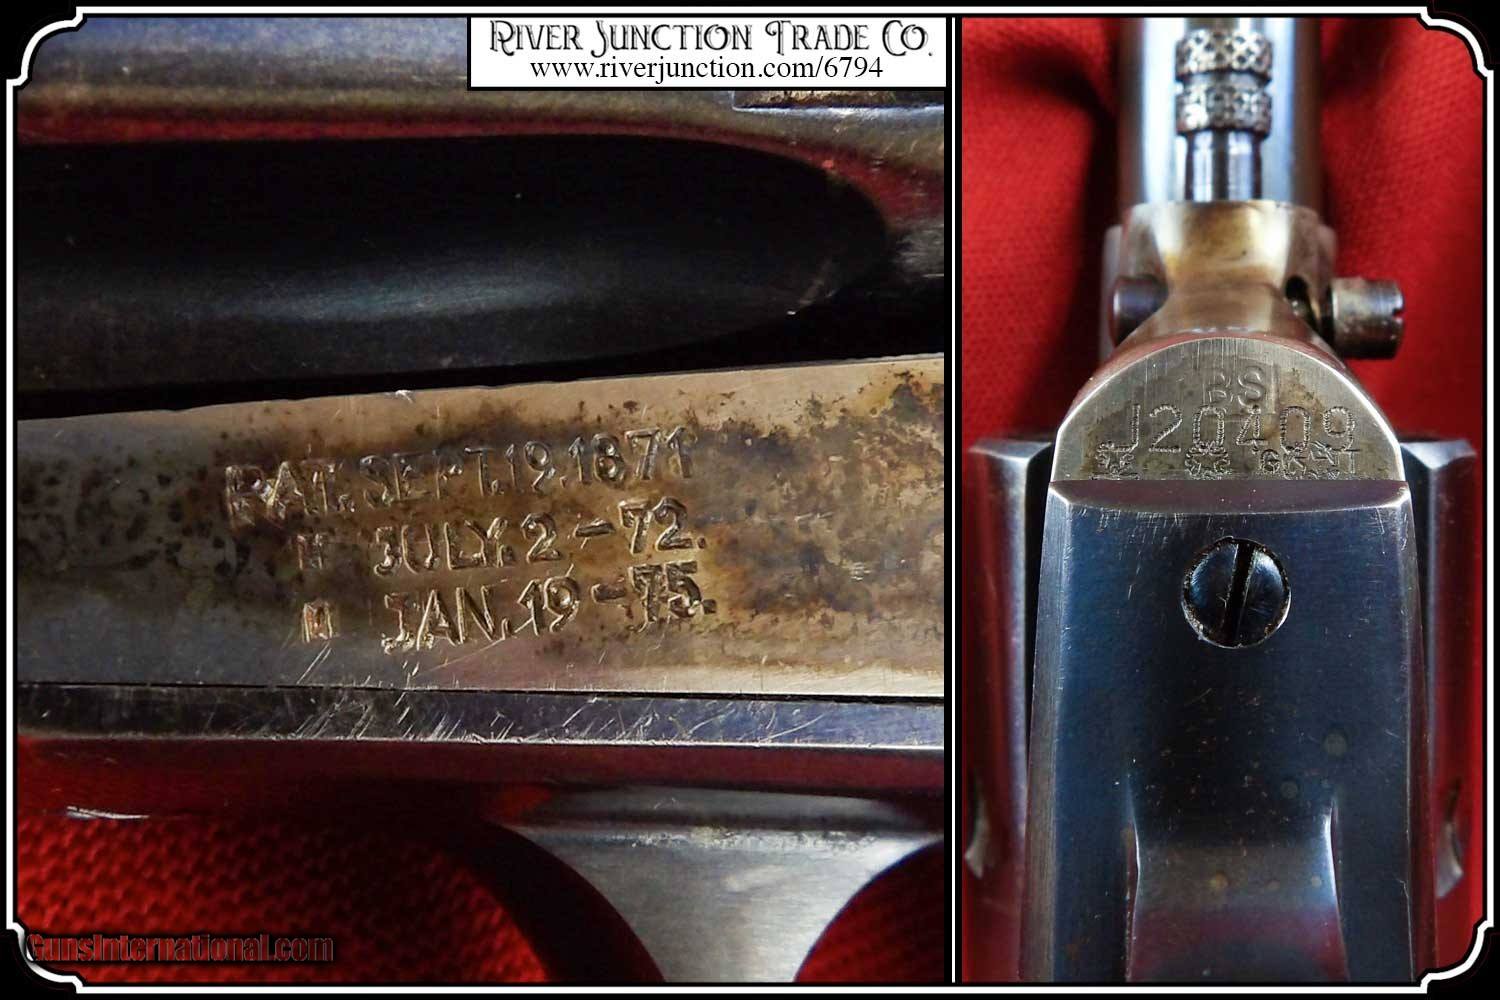 RIVER JUNCTION TRADE CO.
www.riverjunction.com/6794
PAT. SEPT. 19. 1871
" JULY. 2 - 72.
" JAN. 19 - 75.
BS
J20409
GunsInternational.com